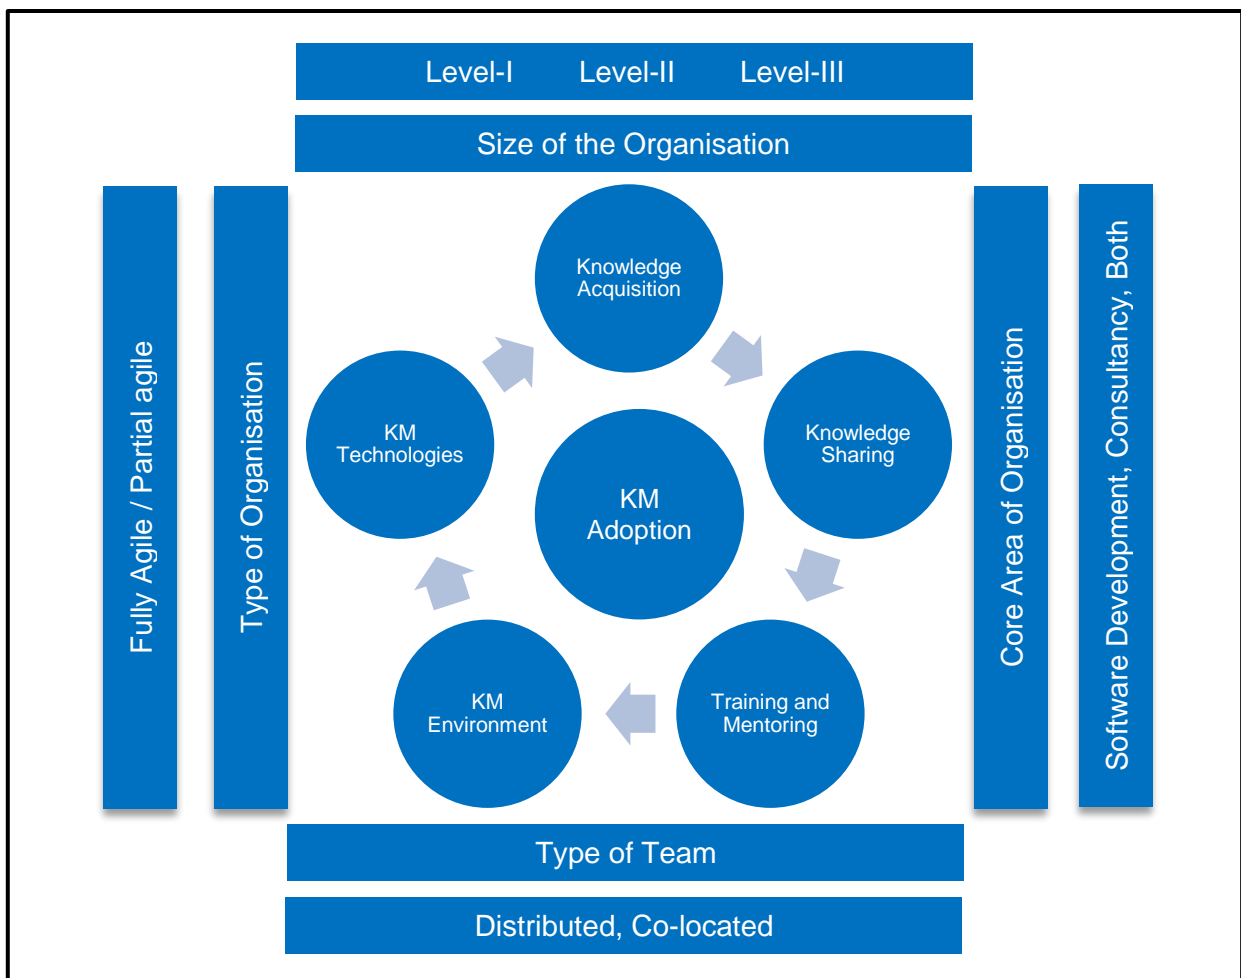 Level-I Level-II Level-III
Size of the Organisation
Fully Agile / Partial agile
Type of Organisation
Knowledge
Acquisition
KM
Technologies
Knowledge
Sharing
KM
Adoption
KM
Environment
Training and
Mentoring
Core Area of Organisation
Software Development, Consultancy, Both
Type of Team
Distributed, Co-located